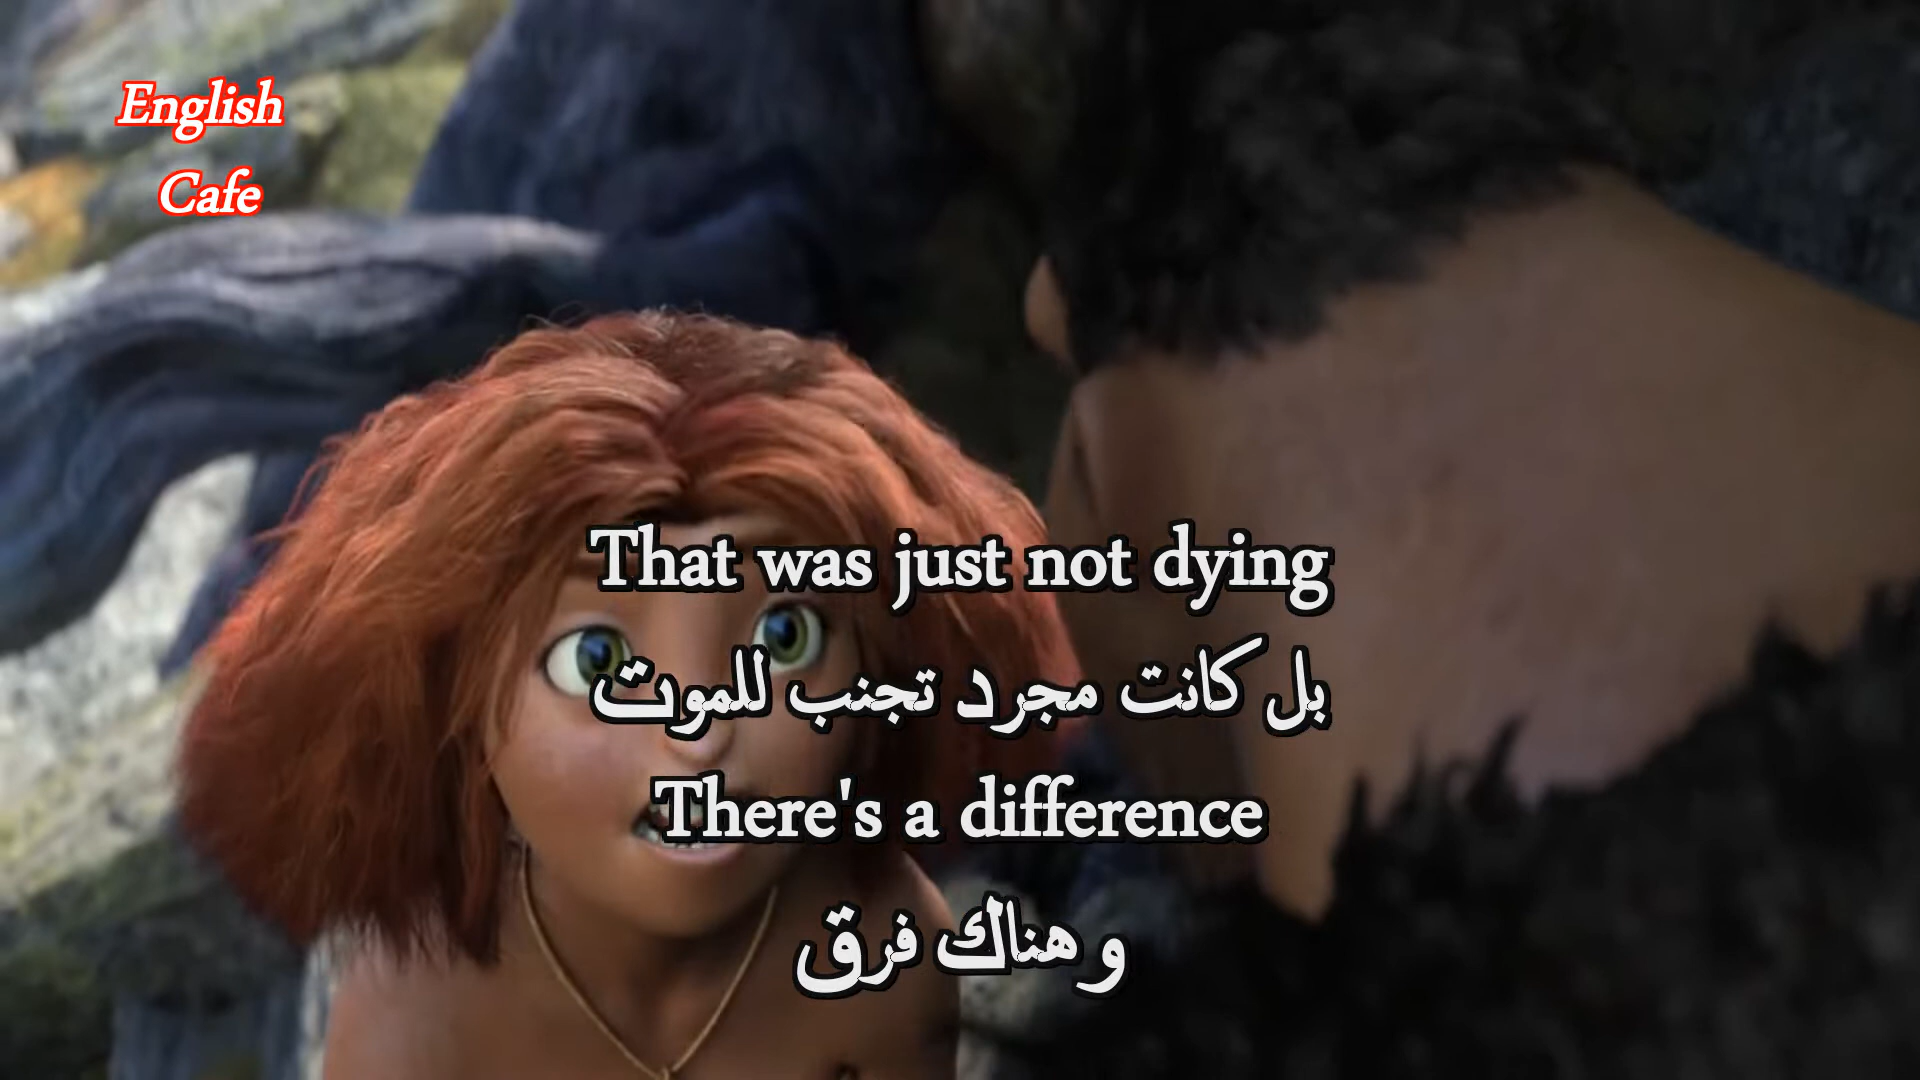 English
Cafe
That was just not dying
بل كانت مجرد تجنب للموت
There's a difference
و هناك فرق